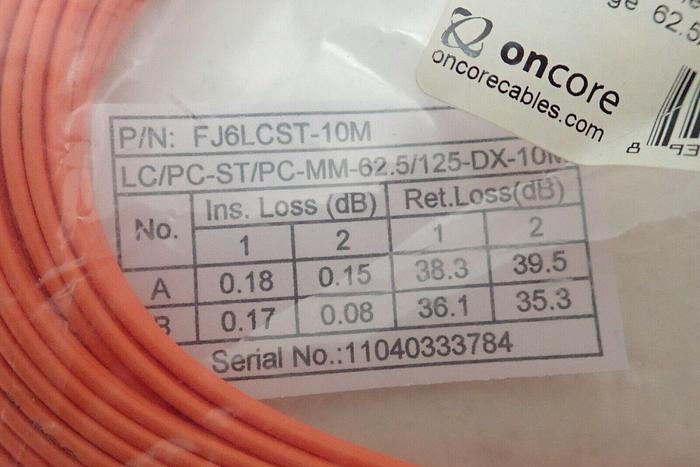 ge 62.5
oncore
oncorecables.com
8 93
P/N: FJ6LCST-10M
LC/PC-ST/PC-MM-62.5/125-DX-10M
No. Ins. Loss (dB) Ret.Loss(dB)
1 2 1 2
A 0.18 0.15 38.3 39.5
B 0.17 0.08 36.1 35.3
Serial No.:11040333784